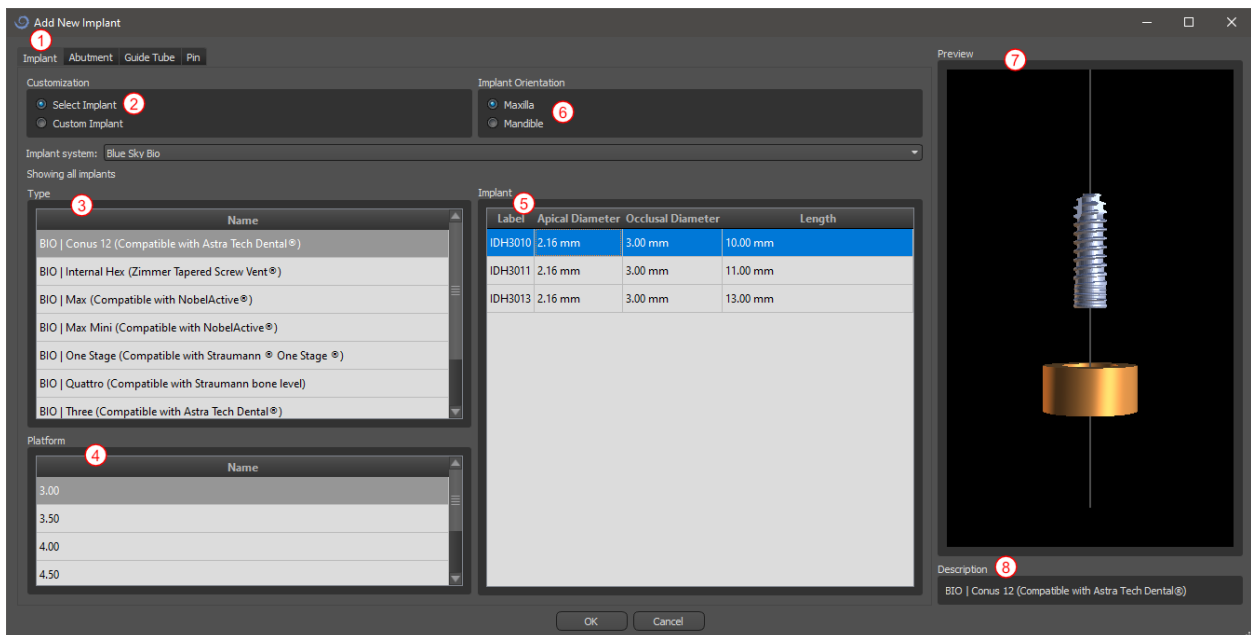 Add New Implant
1
Implant Abutment Guide Tube Pin
Customization
Select Implant 2
Custom Implant
Implant Orientation
Maxilla
Mandible
6
Implant system: Blue Sky Bio
Showing all implants
Type
3
Name
BIO | Conus 12 (Compatible with Astra Tech Dental®)
BIO | Internal Hex (Zimmer Tapered Screw Vent®)
BIO | Max (Compatible with NobelActive®)
BIO | Max Mini (Compatible with NobelActive®)
BIO | One Stage (Compatible with Straumann ® One Stage ®)
BIO | Quattro (Compatible with Straumann bone level)
BIO | Three (Compatible with Astra Tech Dental®)
Platform
4
Name
3.00
3.50
4.00
4.50
Implant
5
Label Apical Diameter Occlusal Diameter Length
IDH3010 2.16 mm 3.00 mm 10.00 mm
IDH3011 2.16 mm 3.00 mm 11.00 mm
IDH3013 2.16 mm 3.00 mm 13.00 mm
Preview
7
Description 8
BIO | Conus 12 (Compatible with Astra Tech Dental®)
OK Cancel